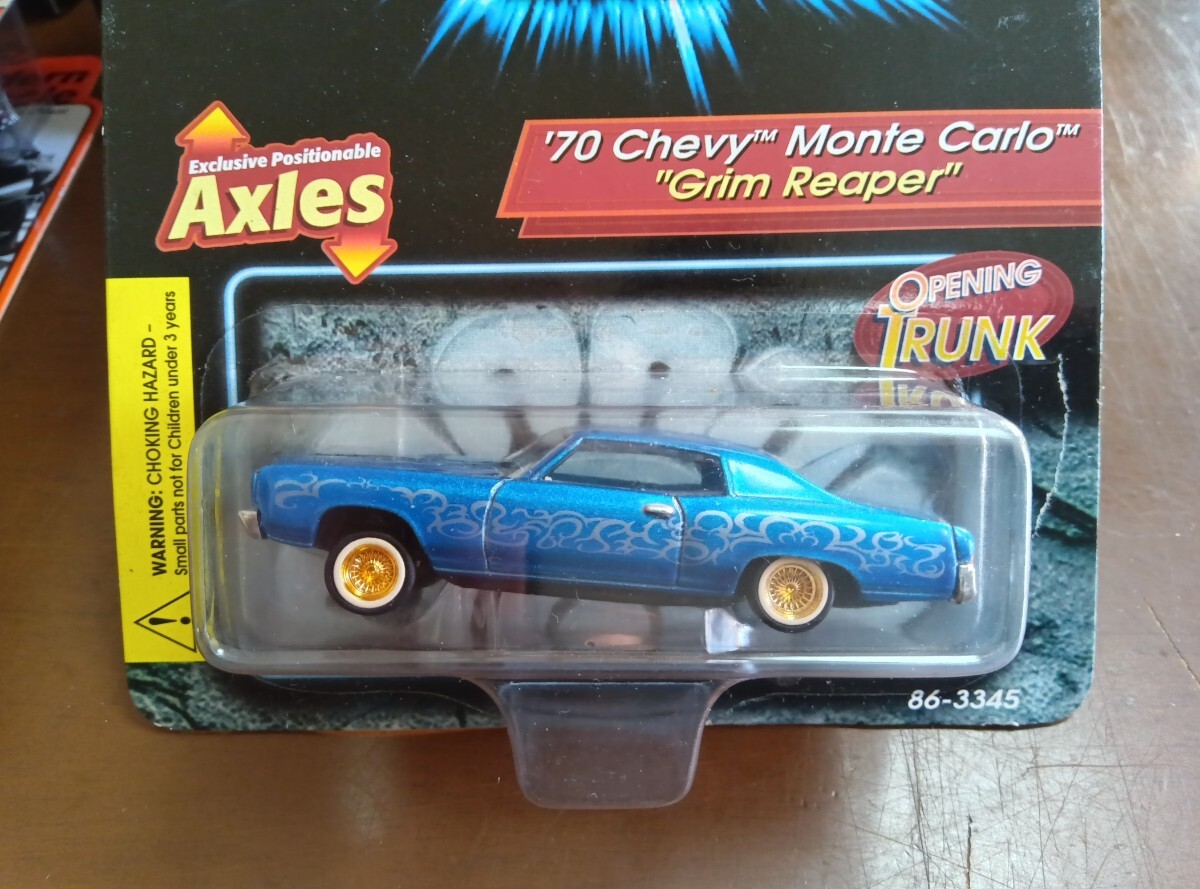 Exclusive Positionable
Axles
'70 Chevy™ Monte Carlo™
"Grim Reaper"
OPENING
TRUNK
WARNING: CHOKING HAZARD –
Small parts not for Children under 3 years
86-3345